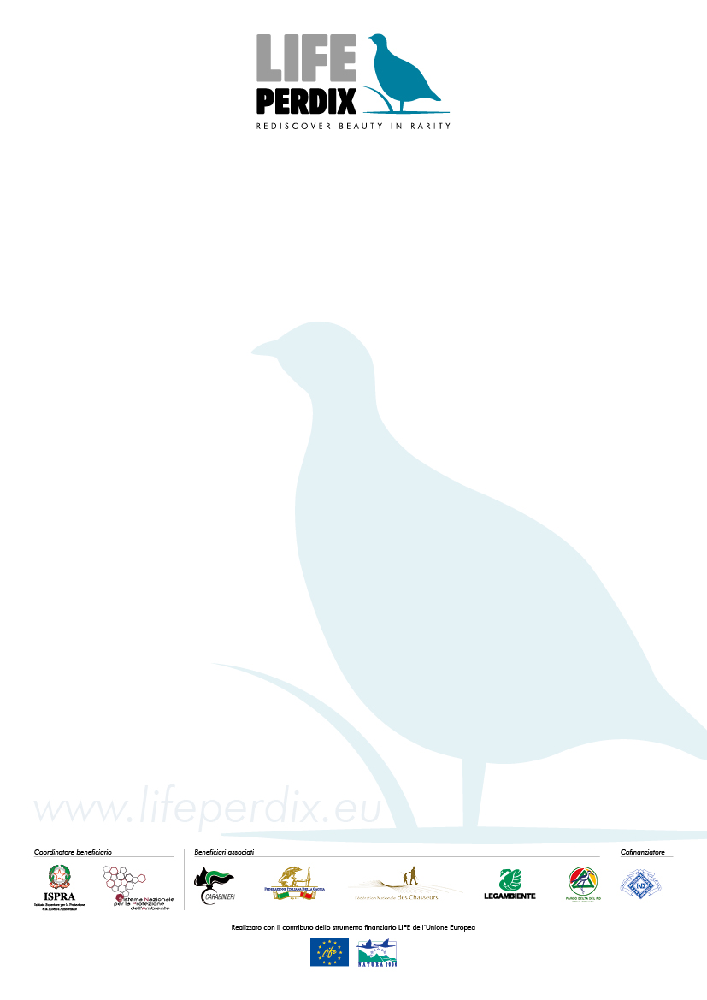 LIFE
PERDIX
REDISCOVER BEAUTY IN RARITY
www.lifeperdix.eu
Coordinatore beneficiario
Beneficiari associati
Cofinanziatore
ISPRA
Istituto Superiore per la Protezione
e la Ricerca Ambientale
Sistema Nazionale
per la Protezione
dell'Ambiente
CARABINIERI
FEDERAZIONE ITALIANA DELLA CACCIA
Fédération Nationale des Chasseurs
LEGAMBIENTE
PARCO DELTA DEL PO
Realizzato con il contributo dello strumento finanziario LIFE dell'Unione Europea
Life
NATURA 2000